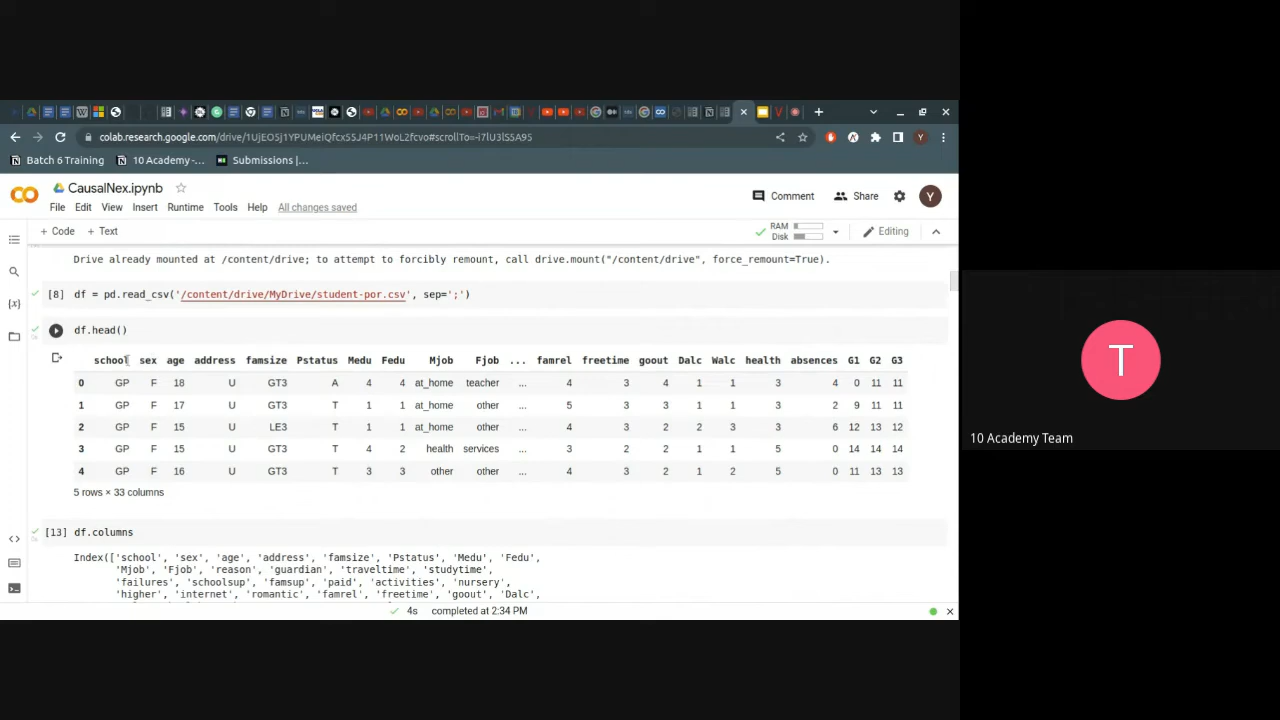 colab.research.google.com/drive/1UjEO5j1YPUMeiQfcx55J4P11WoL2fcvo#scrollTo=-i7lU3lSSA95
Batch 6 Training 10 Academy -... Submissions |...
CausalNex.ipynb
Comment Share Y
File Edit View Insert Runtime Tools Help All changes saved
+ Code + Text RAM Disk Editing
Drive already mounted at /content/drive; to attempt to forcibly remount, call drive.mount("/content/drive", force_remount=True).
[8] df = pd.read_csv('/content/drive/MyDrive/student-por.csv', sep=';')
df.head()
school sex age address famsize Pstatus Medu Fedu Mjob Fjob ... famrel freetime goout Dalc Walc health absences G1 G2 G3
0 GP F 18 U GT3 A 4 4 at_home teacher ... 4 3 4 1 1 3 4 0 11 11
1 GP F 17 U GT3 T 1 1 at_home other ... 5 3 3 1 1 3 2 9 11 11
2 GP F 15 U LE3 T 1 1 at_home other ... 4 3 2 2 3 3 6 12 13 12
3 GP F 15 U GT3 T 4 2 health services ... 3 2 2 1 1 5 0 14 14 14
4 GP F 16 U GT3 T 3 3 other other ... 4 3 2 1 2 5 0 11 13 13
5 rows × 33 columns
[13] df.columns
Index(['school', 'sex', 'age', 'address', 'famsize', 'Pstatus', 'Medu', 'Fedu',
'Mjob', 'Fjob', 'reason', 'guardian', 'traveltime', 'studytime',
'failures', 'schoolsup', 'famsup', 'paid', 'activities', 'nursery',
'higher', 'internet', 'romantic', 'famrel', 'freetime', 'goout', 'Dalc',
4s completed at 2:34 PM
T
10 Academy Team